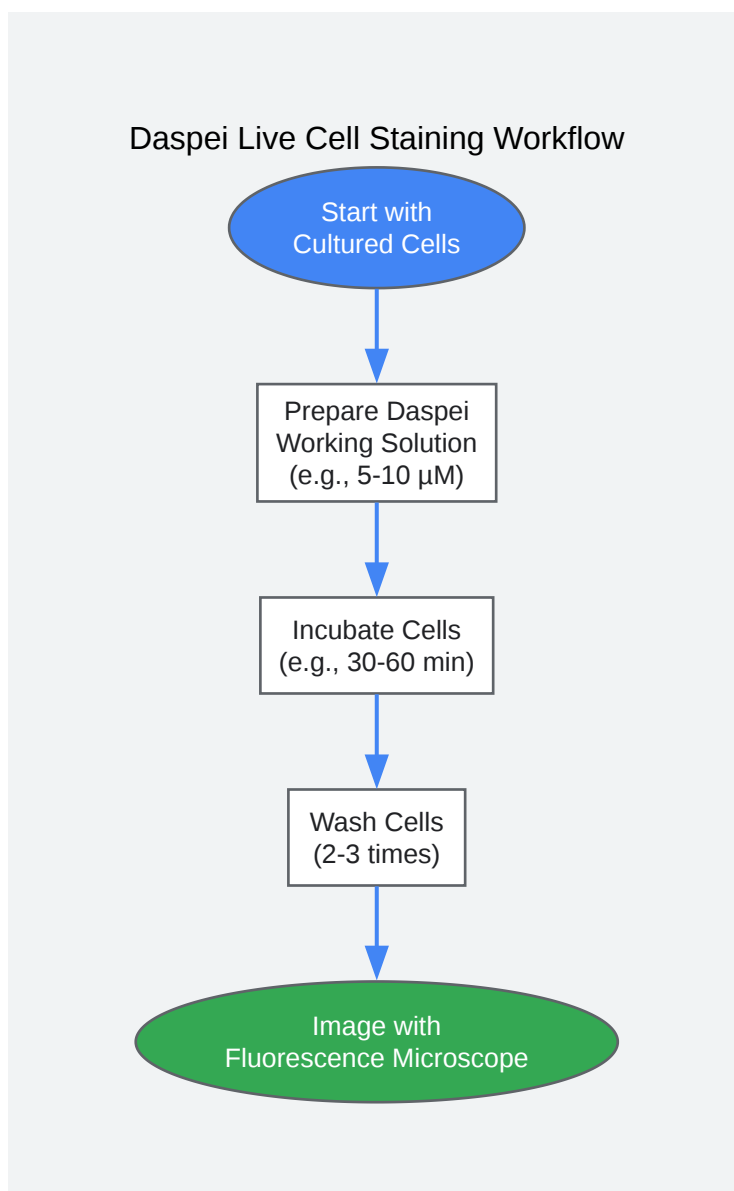 Daspei Live Cell Staining Workflow
Start with
Cultured Cells
Prepare Daspei
Working Solution
(e.g., 5-10 µM)
Incubate Cells
(e.g., 30-60 min)
Wash Cells
(2-3 times)
Image with
Fluorescence Microscope